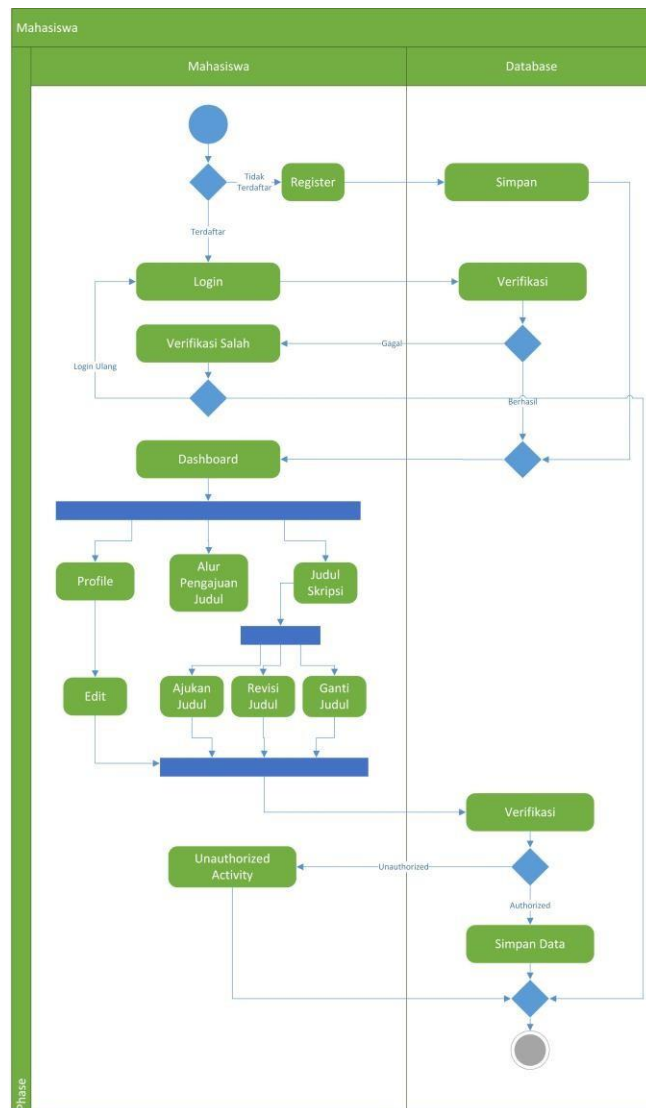 Mahasiswa
Mahasiswa
Database
Tidak
Terdaftar
Register
Simpan
Terdaftar
Login
Verifikasi
Verifikasi Salah
Gagal
Login Ulang
Berhasil
Dashboard
Profile
Alur
Pengajuan
Judul
Judul
Skripsi
Edit
Ajukan
Judul
Revisi
Judul
Ganti
Judul
Verifikasi
Unauthorized
Activity
Unauthorized
Authorized
Simpan Data
Phase